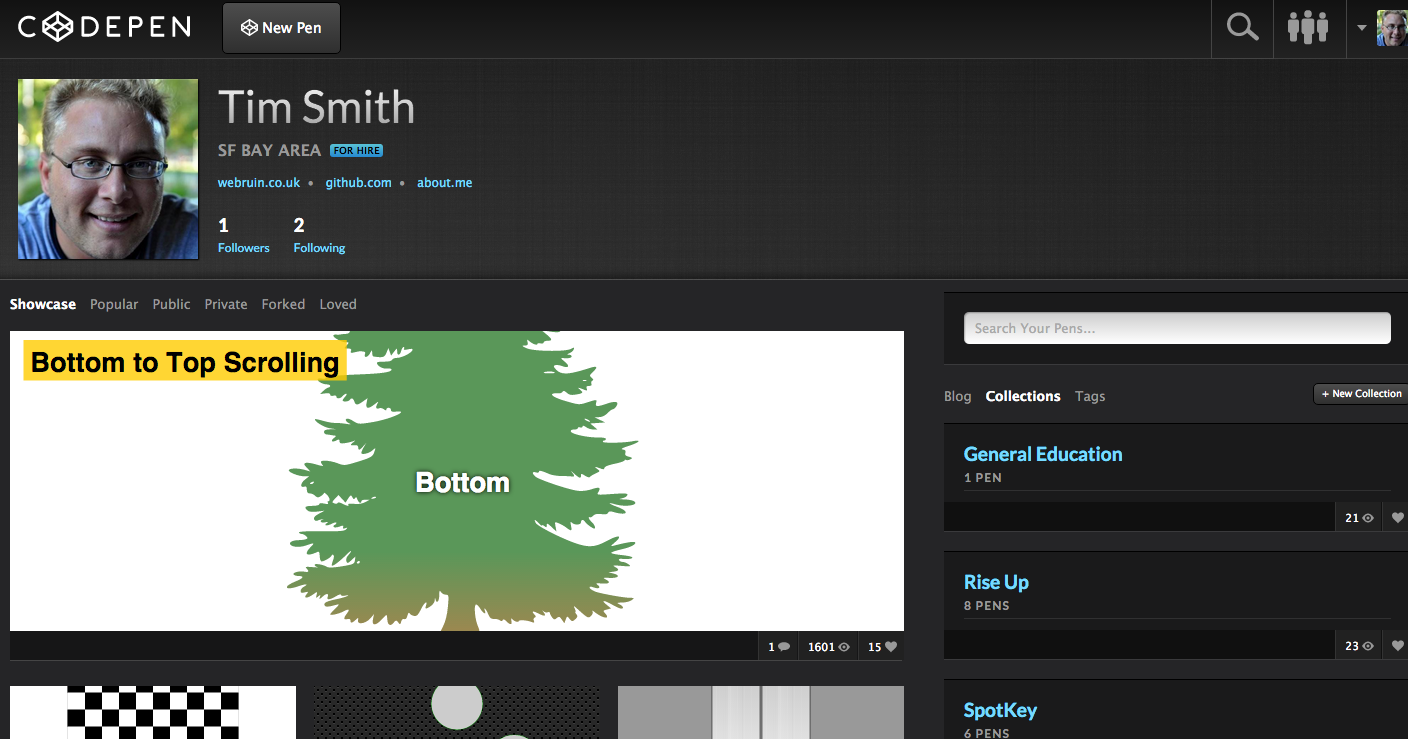 CODEPEN
New Pen
Tim Smith
SF BAY AREA FOR HIRE
webruin.co.uk • github.com • about.me
1 2
Followers Following
Showcase Popular Public Private Forked Loved
Bottom to Top Scrolling
Bottom
1 1601 15
Search Your Pens...
Blog Collections Tags + New Collection
General Education
1 PEN
21
Rise Up
8 PENS
23
SpotKey
6 PENS